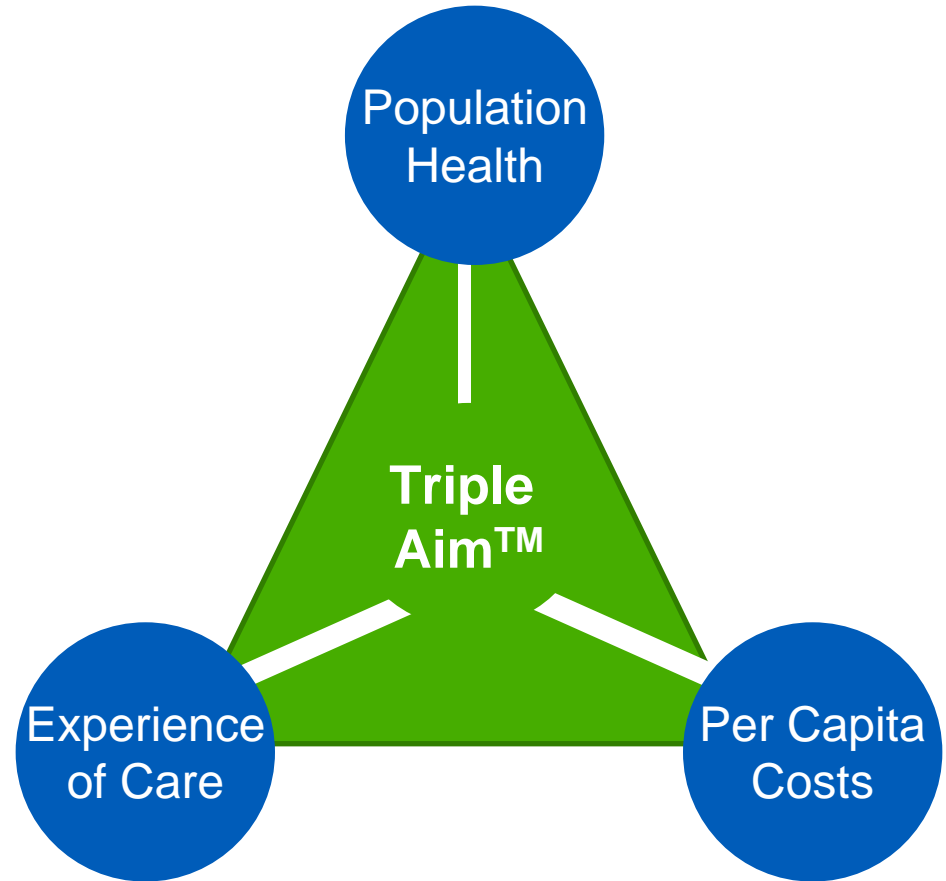 Population
Health
Triple
Aim™
Experience
of Care
Per Capita
Costs